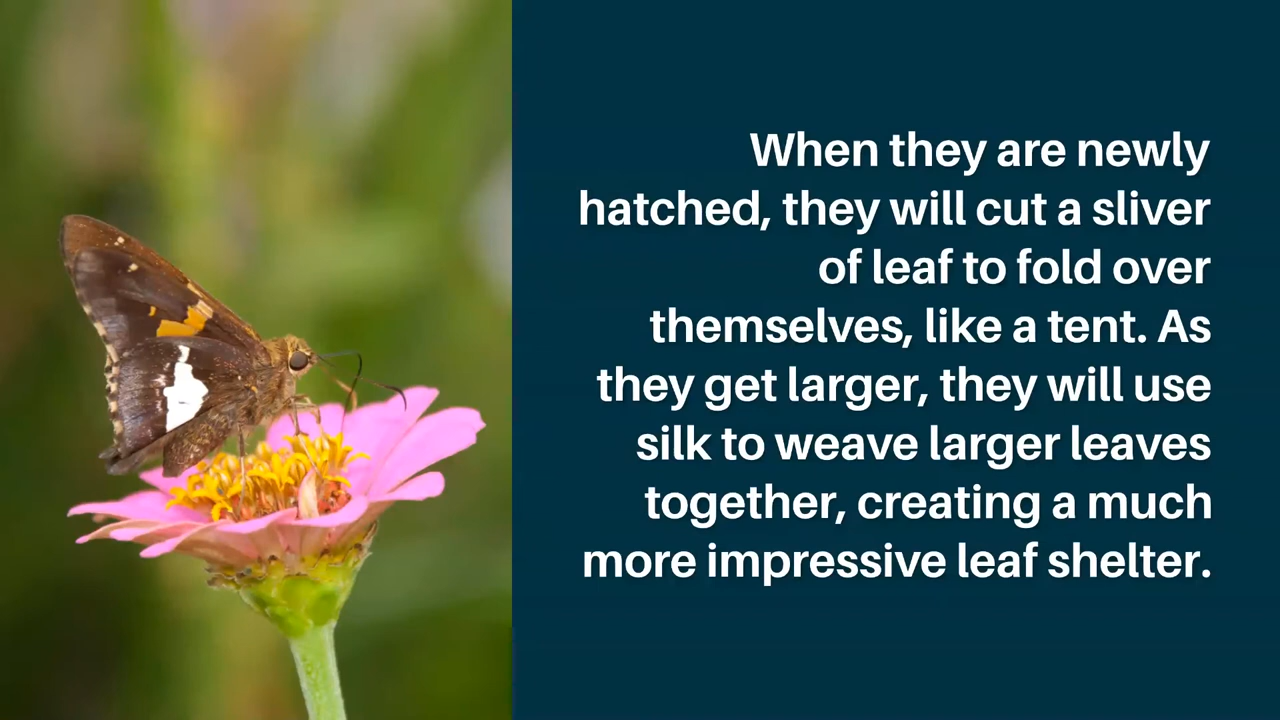 When they are newly
hatched, they will cut a sliver
of leaf to fold over
themselves, like a tent. As
they get larger, they will use
silk to weave larger leaves
together, creating a much
more impressive leaf shelter.